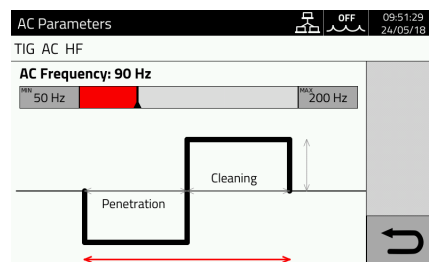 AC Parameters
OFF
09:51:29
24/05/18
TIG AC HF
AC Frequency: 90 Hz
MIN 50 Hz
MAX 200 Hz
Cleaning
Penetration